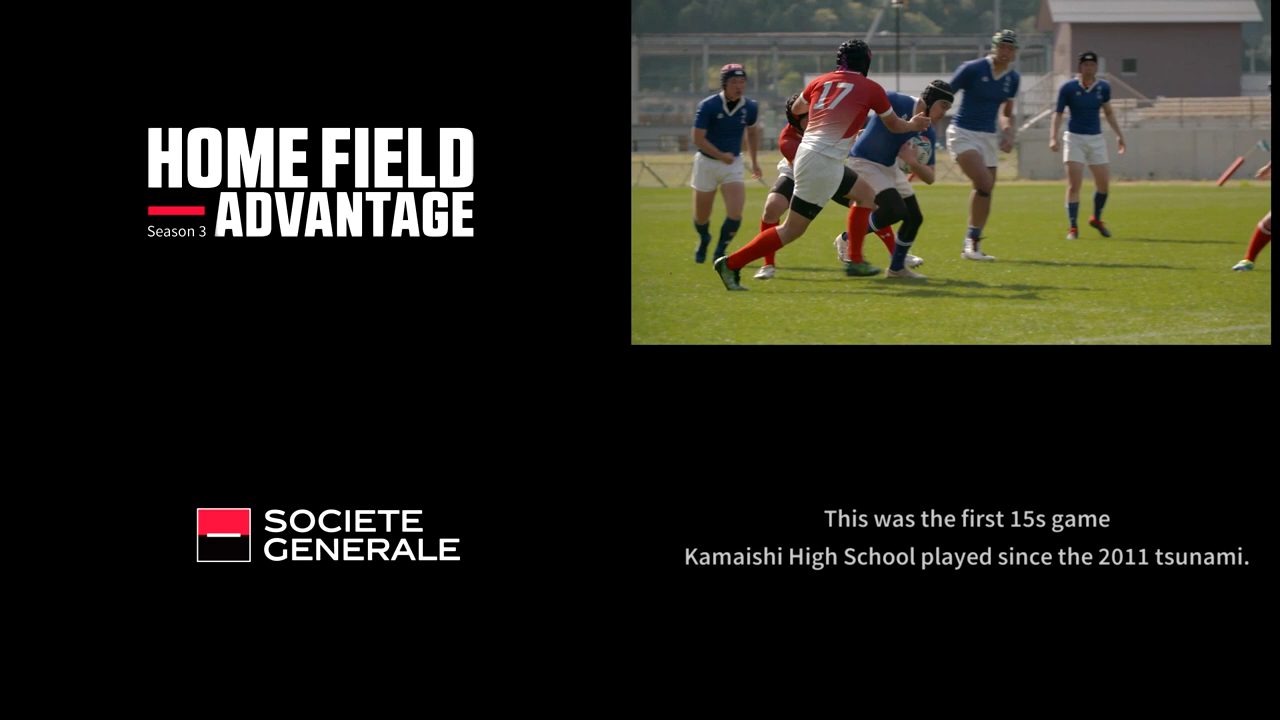 HOME FIELD
ADVANTAGE
Season 3
17
SOCIETE
GENERALE
This was the first 15s game
Kamaishi High School played since the 2011 tsunami.